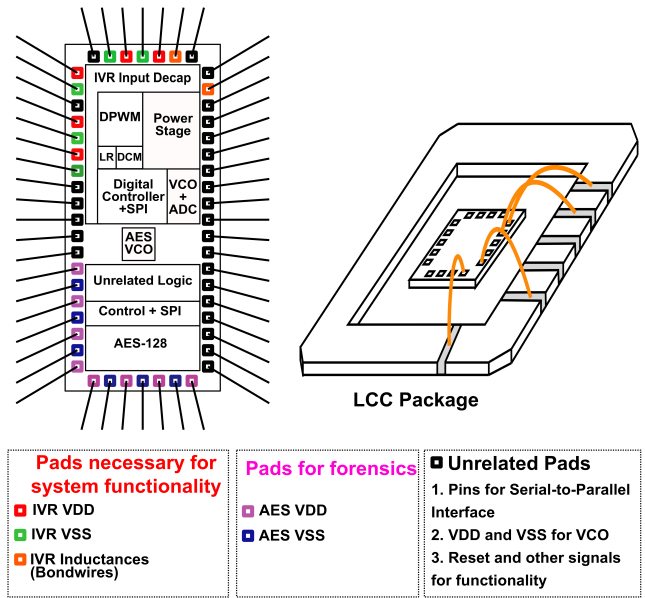 IVR Input Decap
DPWM
Power
Stage
LR
DCM
Digital
Controller
+SPI
VCO
+
ADC
AES
VCO
Unrelated Logic
Control + SPI
AES-128
LCC Package
Pads necessary for
system functionality
IVR VDD
IVR VSS
IVR Inductances
(Bondwires)
Pads for forensics
AES VDD
AES VSS
Unrelated Pads
1. Pins for Serial-to-Parallel
Interface
2. VDD and VSS for VCO
3. Reset and other signals
for functionality